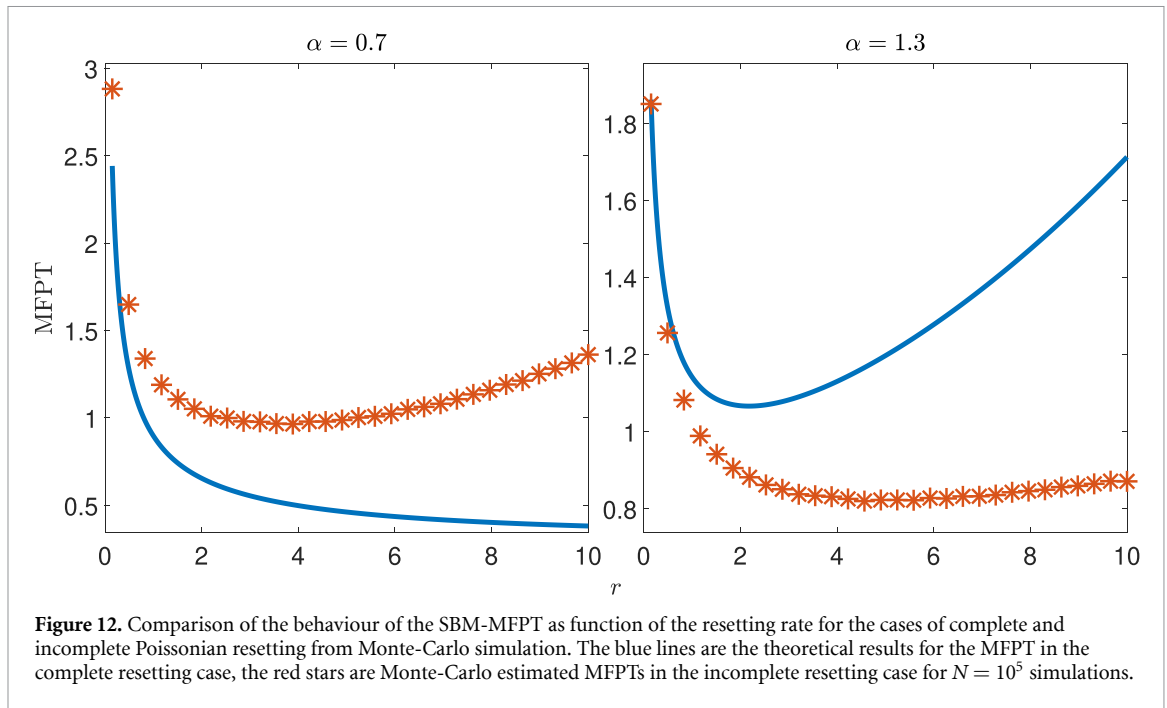 α = 0.7
α = 1.3
3
2.5
2
1.5
1
0.5
MFPT
0 2 4 6 8 10
1.8
1.6
1.4
1.2
1
0.8
0 2 4 6 8 10
r
Figure 12. Comparison of the behaviour of the SBM-MFPT as function of the resetting rate for the cases of complete and
incomplete Poissonian resetting from Monte-Carlo simulation. The blue lines are the theoretical results for the MFPT in the
complete resetting case, the red stars are Monte-Carlo estimated MFPTs in the incomplete resetting case for N = 10⁵ simulations.